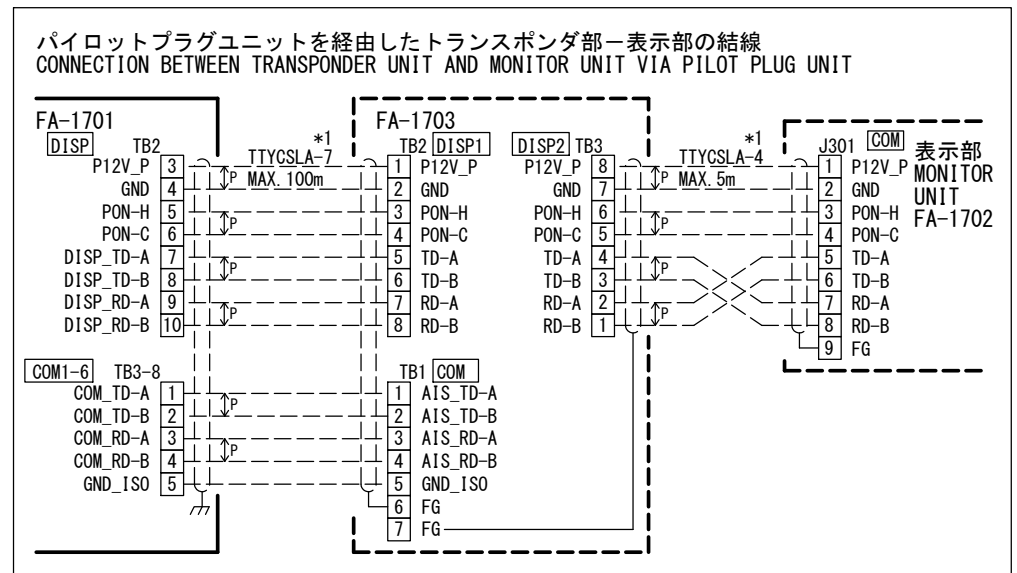 パイロットプラグユニットを経由したトランスポンダ部－表示部の結線
CONNECTION BETWEEN TRANSPONDER UNIT AND MONITOR UNIT VIA PILOT PLUG UNIT
FA-1701
DISP TB2
P12V_P 3
GND 4
PON-H 5
PON-C 6
DISP_TD-A 7
DISP_TD-B 8
DISP_RD-A 9
DISP_RD-B 10
COM1-6 TB3-8
COM_TD-A 1
COM_TD-B 2
COM_RD-A 3
COM_RD-B 4
GND_ISO 5
*1
TTYCSLA-7
P MAX. 100m
P
P
P
P
P
FA-1703
TB2 DISP1
1 P12V_P
2 GND
3 PON-H
4 PON-C
5 TD-A
6 TD-B
7 RD-A
8 RD-B
TB1 COM
1 AIS_TD-A
2 AIS_TD-B
3 AIS_RD-A
4 AIS_RD-B
5 GND_ISO
6 FG
7 FG
DISP2 TB3
P12V_P 8
GND 7
PON-H 6
PON-C 5
TD-A 4
TD-B 3
RD-A 2
RD-B 1
*1
TTYCSLA-4
P MAX. 5m
P
P
P
J301 COM
1 P12V_P
2 GND
3 PON-H
4 PON-C
5 TD-A
6 TD-B
7 RD-A
8 RD-B
9 FG
表示部
MONITOR
UNIT
FA-1702